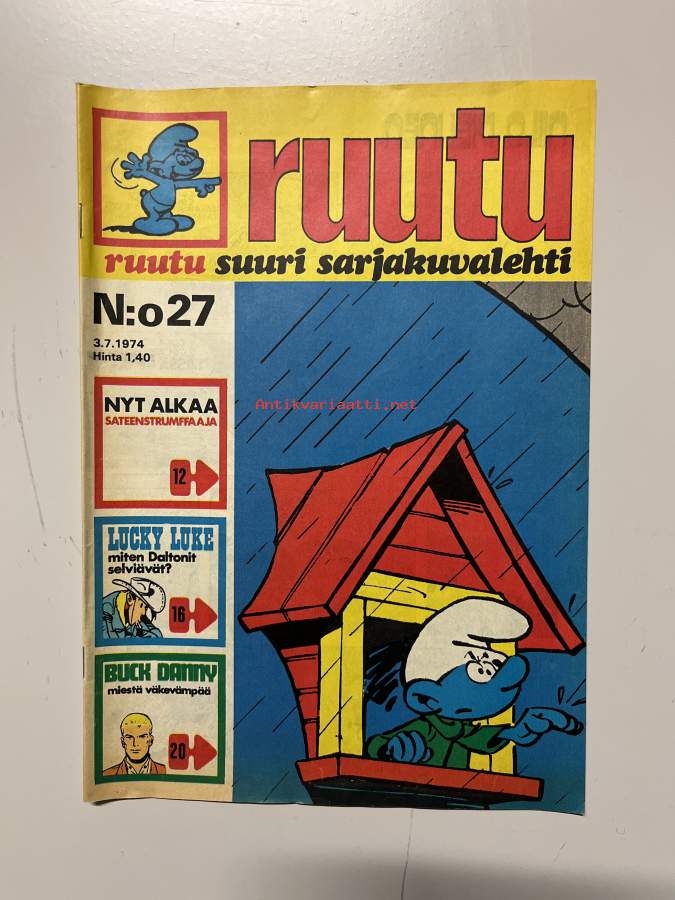 ruutu
ruutu suuri sarjakuvalehti
N:o27
3.7.1974
Hinta 1,40
NYT ALKAA
SATEENSTRUMFFAAJA
12
LUCKY LUKE
miten Daltonit
selviävät?
16
BUCK DANNY
miestä väkevämpää
20
Antikvariaatti.net